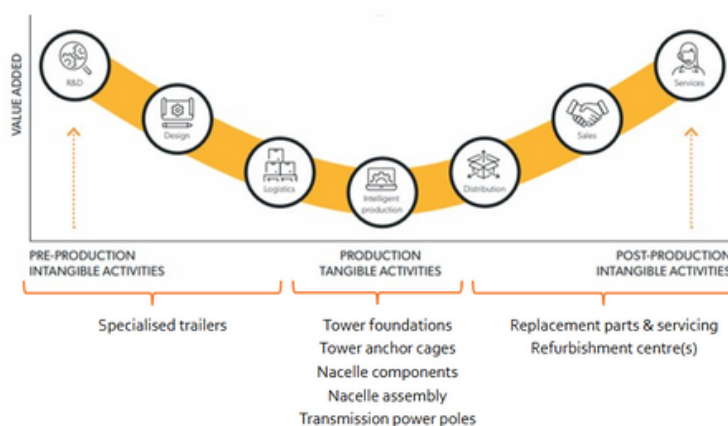 VALUE ADDED
R&D
Design
Logistics
Intelligent
production
Distribution
Sales
Services
PRE-PRODUCTION
INTANGIBLE ACTIVITIES
PRODUCTION
TANGIBLE ACTIVITIES
POST-PRODUCTION
INTANGIBLE ACTIVITIES
Specialised trailers
Tower foundations
Tower anchor cages
Nacelle components
Nacelle assembly
Transmission power poles
Replacement parts & servicing
Refurbishment centre(s)